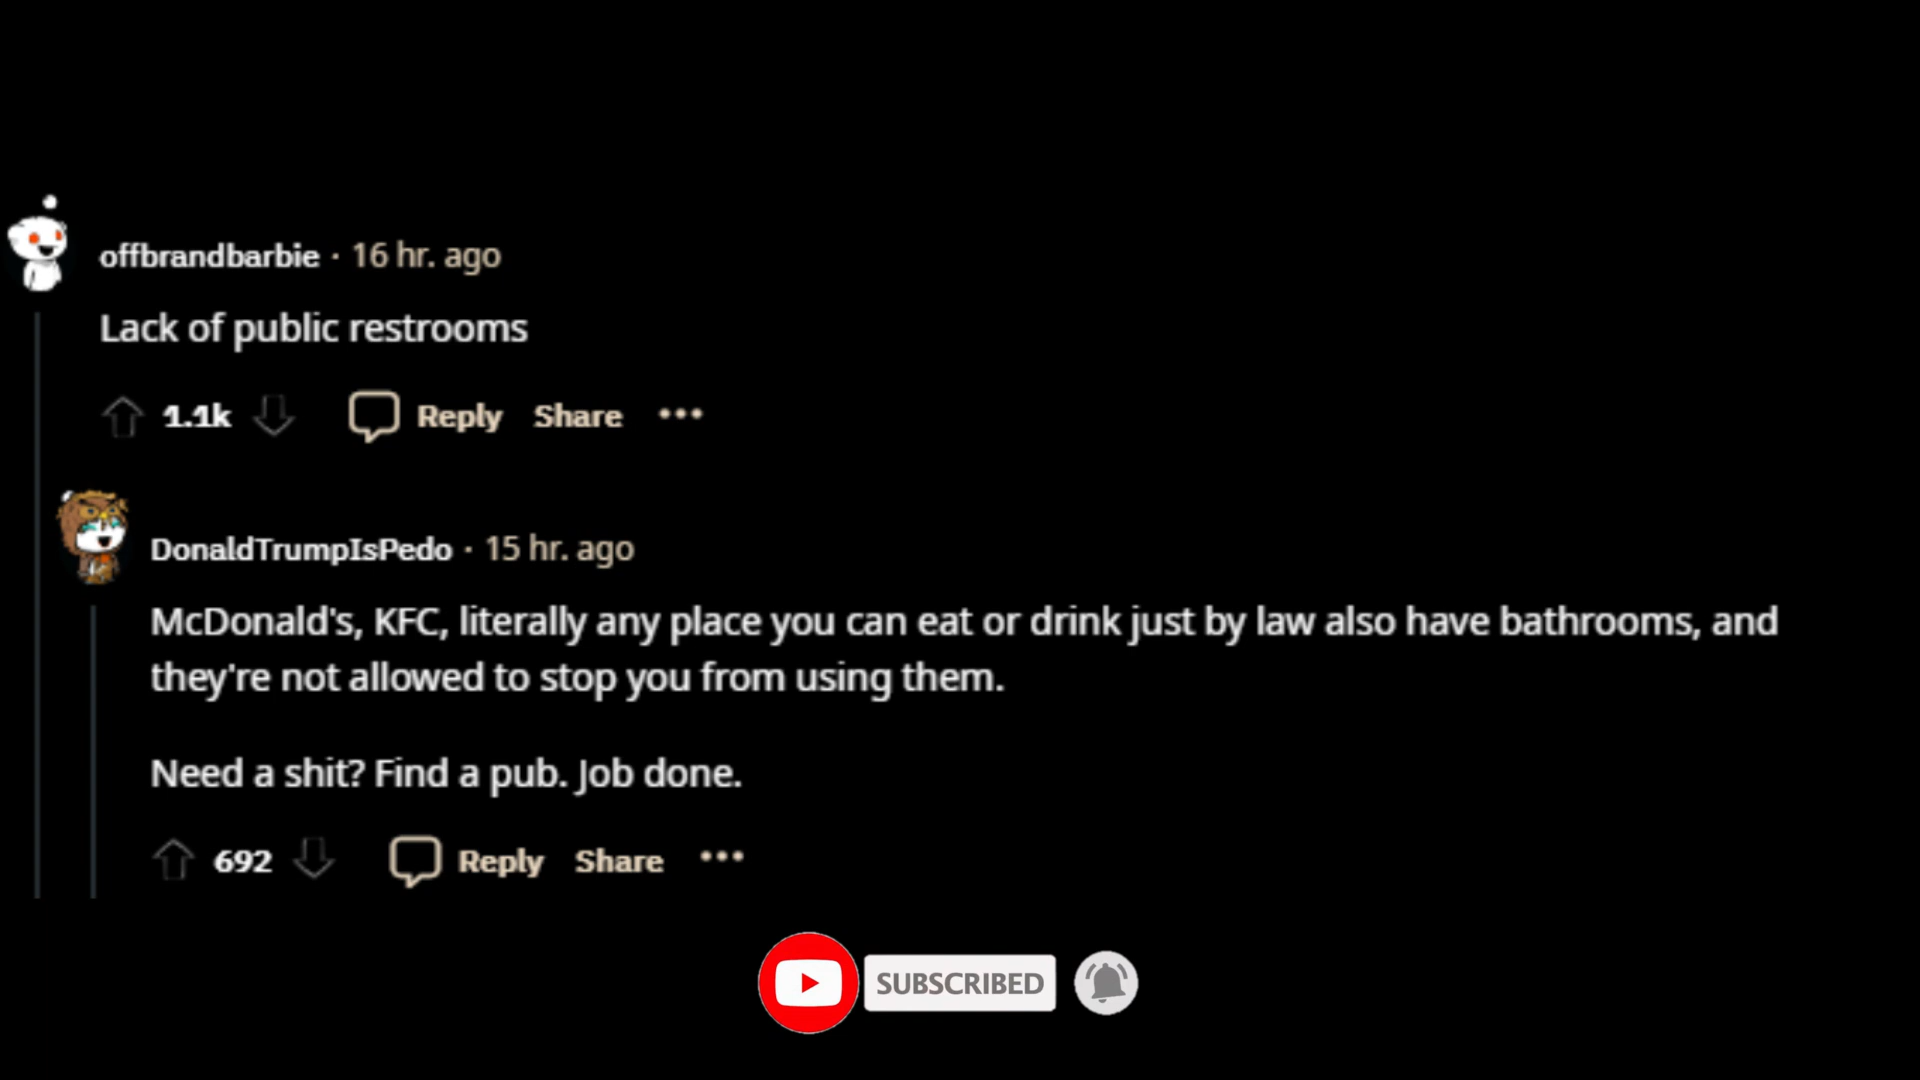 offbrandbarbie · 16 hr. ago
Lack of public restrooms
1.1k Reply Share •••
DonaldTrumpIsPedo · 15 hr. ago
McDonald's, KFC, literally any place you can eat or drink just by law also have bathrooms, and
they're not allowed to stop you from using them.
Need a shit? Find a pub. Job done.
692 Reply Share •••
SUBSCRIBED